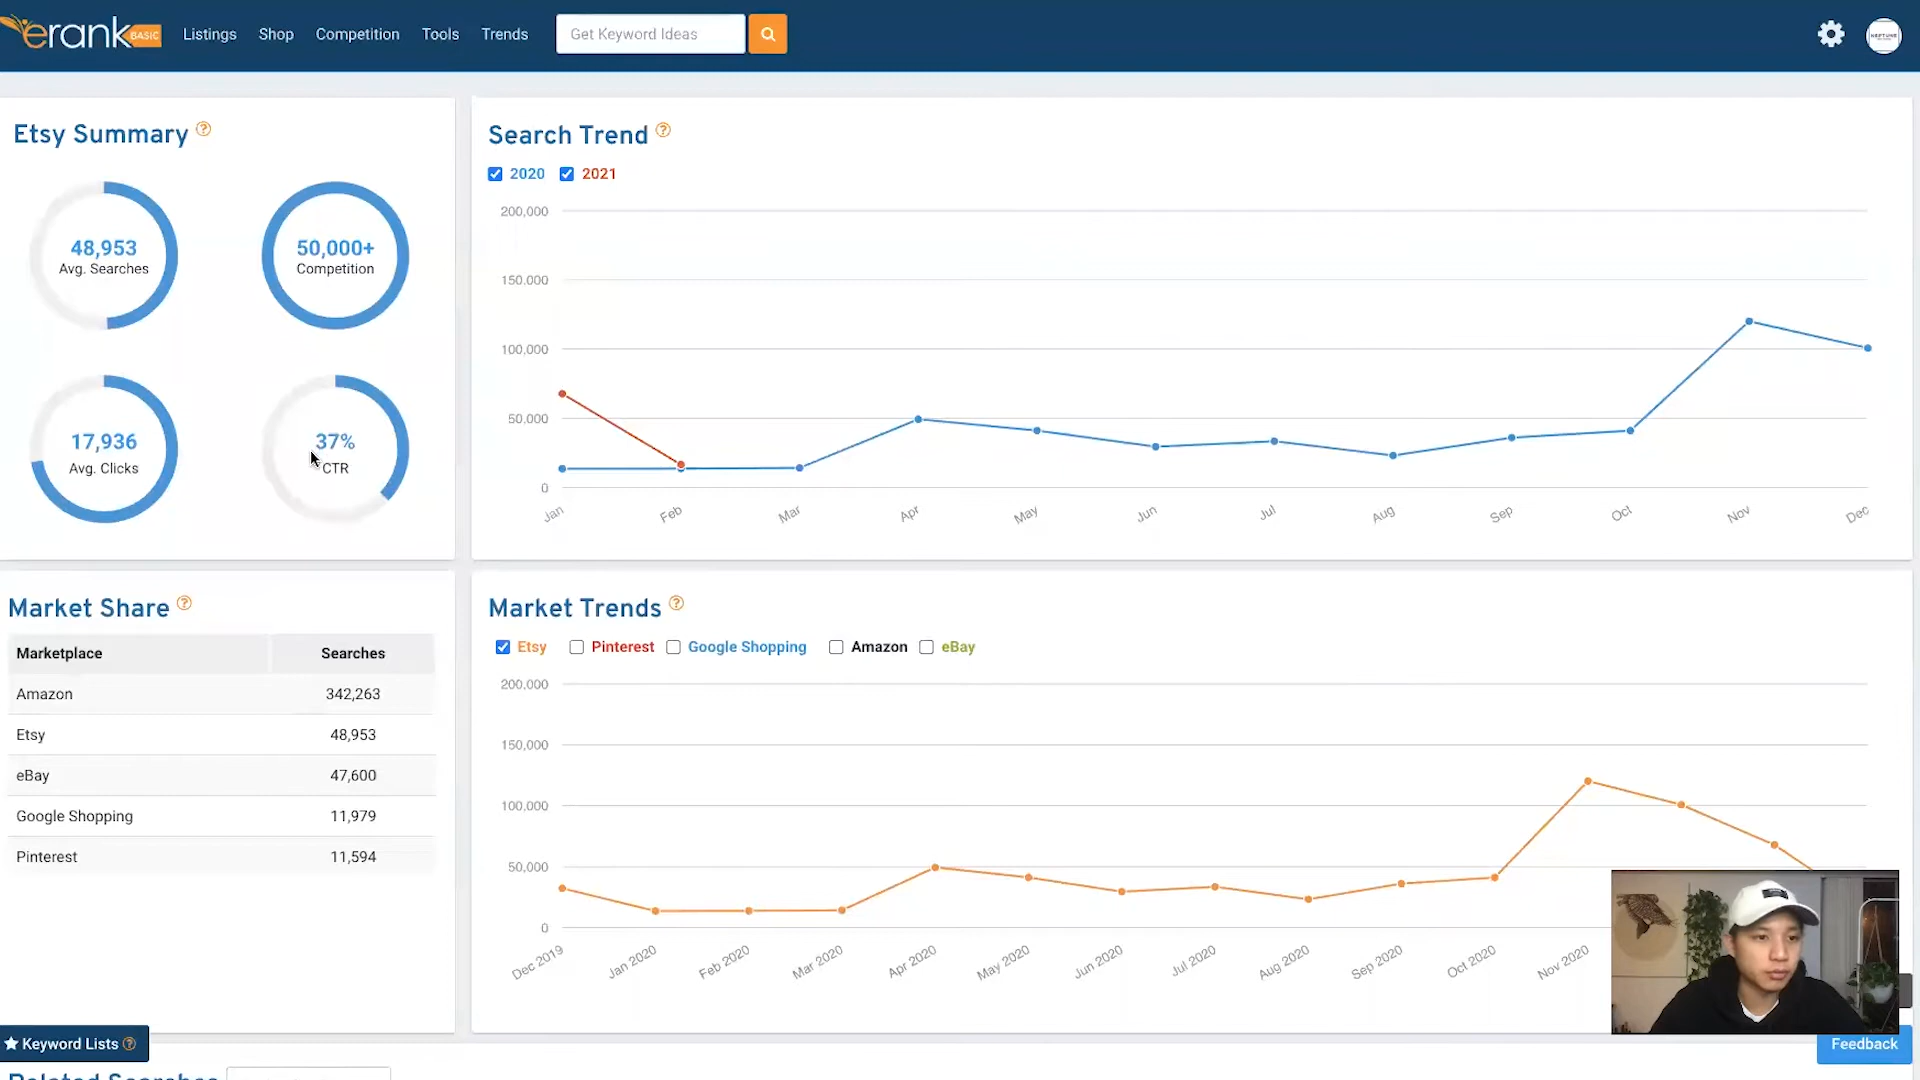 erank BASIC
Listings Shop Competition Tools Trends Get Keyword Ideas
Etsy Summary ?
48,953
Avg. Searches
50,000+
Competition
17,936
Avg. Clicks
37%
CTR
Search Trend ?
2020 2021
200,000
150,000
100,000
50,000
0
Jan Feb Mar Apr May Jun Jul Aug Sep Oct Nov Dec
Market Share ?
Marketplace Searches
Amazon 342,263
Etsy 48,953
eBay 47,600
Google Shopping 11,979
Pinterest 11,594
Market Trends ?
Etsy Pinterest Google Shopping Amazon eBay
200,000
150,000
100,000
50,000
0
Dec 2019 Jan 2020 Feb 2020 Mar 2020 Apr 2020 May 2020 Jun 2020 Jul 2020 Aug 2020 Sep 2020 Oct 2020 Nov 2020
Keyword Lists ?
Feedback
Related Searches